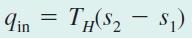 q_in = T_H(s_2 − s_1)